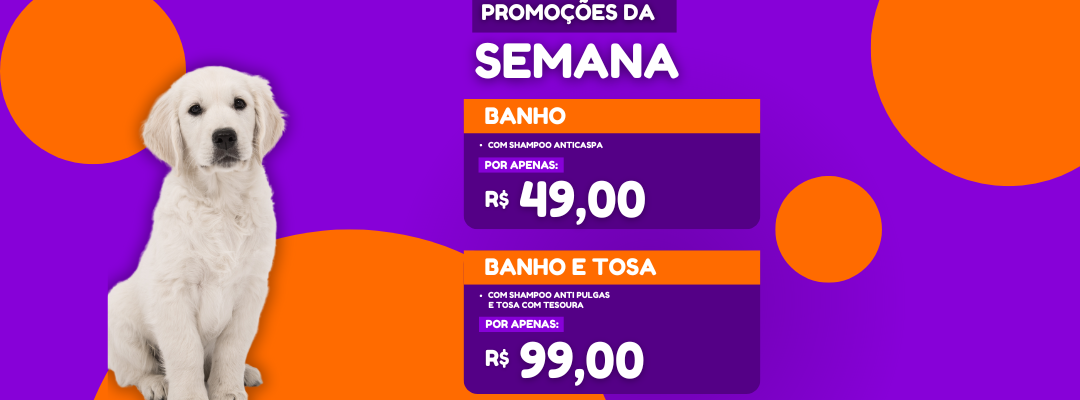 PROMOÇÕES DA
SEMANA
BANHO
• COM SHAMPOO ANTICASPA
POR APENAS:
R$ 49,00
BANHO E TOSA
• COM SHAMPOO ANTI PULGAS
E TOSA COM TESOURA
POR APENAS:
R$ 99,00